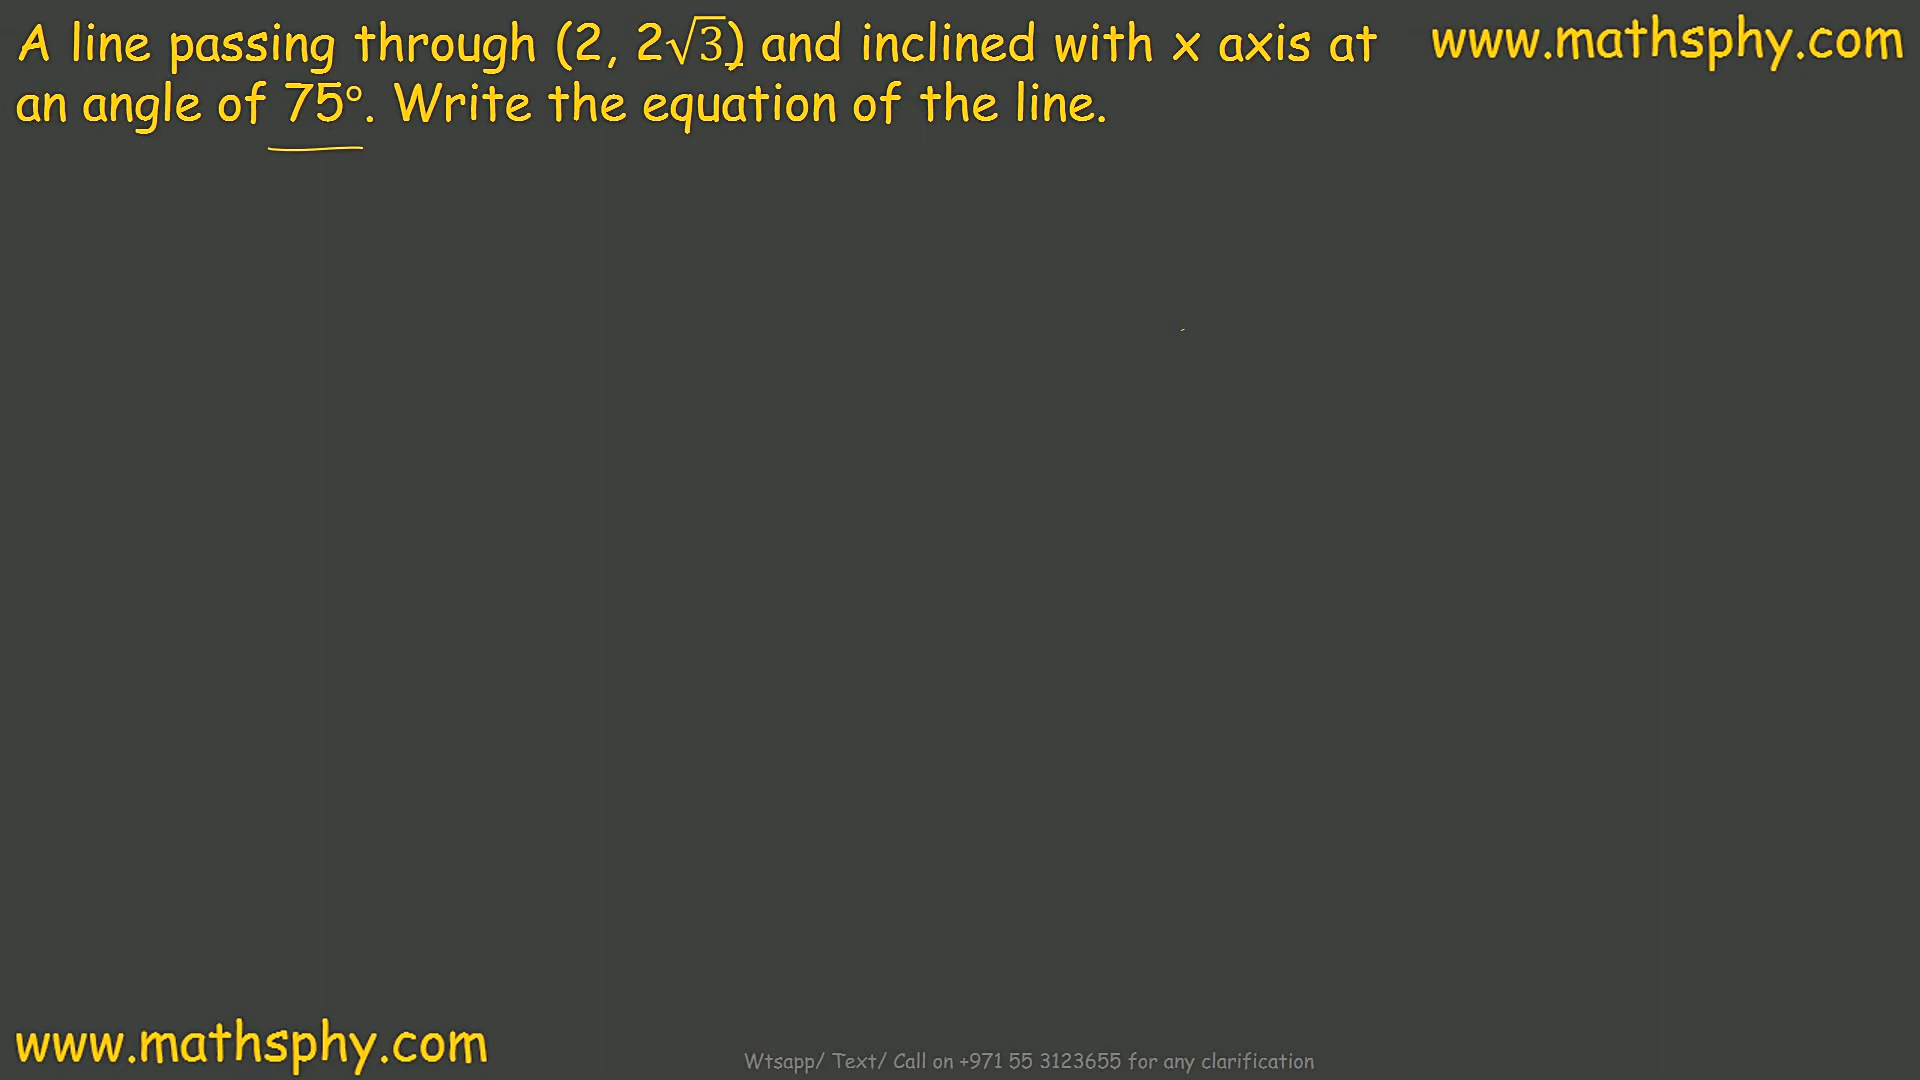 A line passing through (2, 2√3) and inclined with x axis at
an angle of 75°. Write the equation of the line.
www.mathsphy.com
www.mathsphy.com
Wtsapp/ Text/ Call on +971 55 3123655 for any clarification